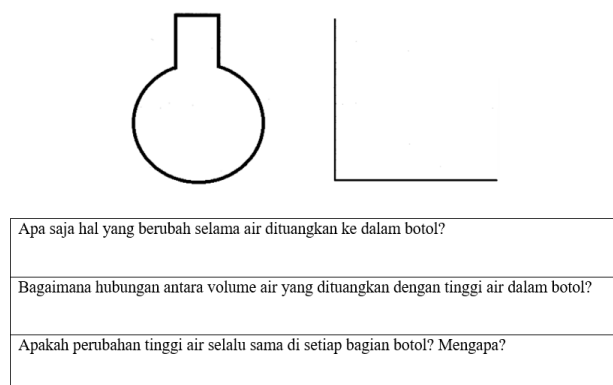 Apa saja hal yang berubah selama air dituangkan ke dalam botol?
Bagaimana hubungan antara volume air yang dituangkan dengan tinggi air dalam botol?
Apakah perubahan tinggi air selalu sama di setiap bagian botol? Mengapa?